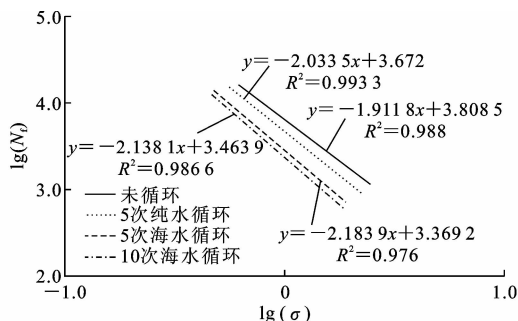 5.0
y=-2.033 5x+3.672
R²=0.993 3
4.0
y=-1.911 8x+3.808 5
R²=0.988
lg(Nf)
y=-2.138 1x+3.463 9
R²=0.986 6
3.0
未循环
5次纯水循环
5次海水循环
10次海水循环
y=-2.183 9x+3.369 2
R²=0.976
2.0
-1.0
0
1.0
lg(σ)